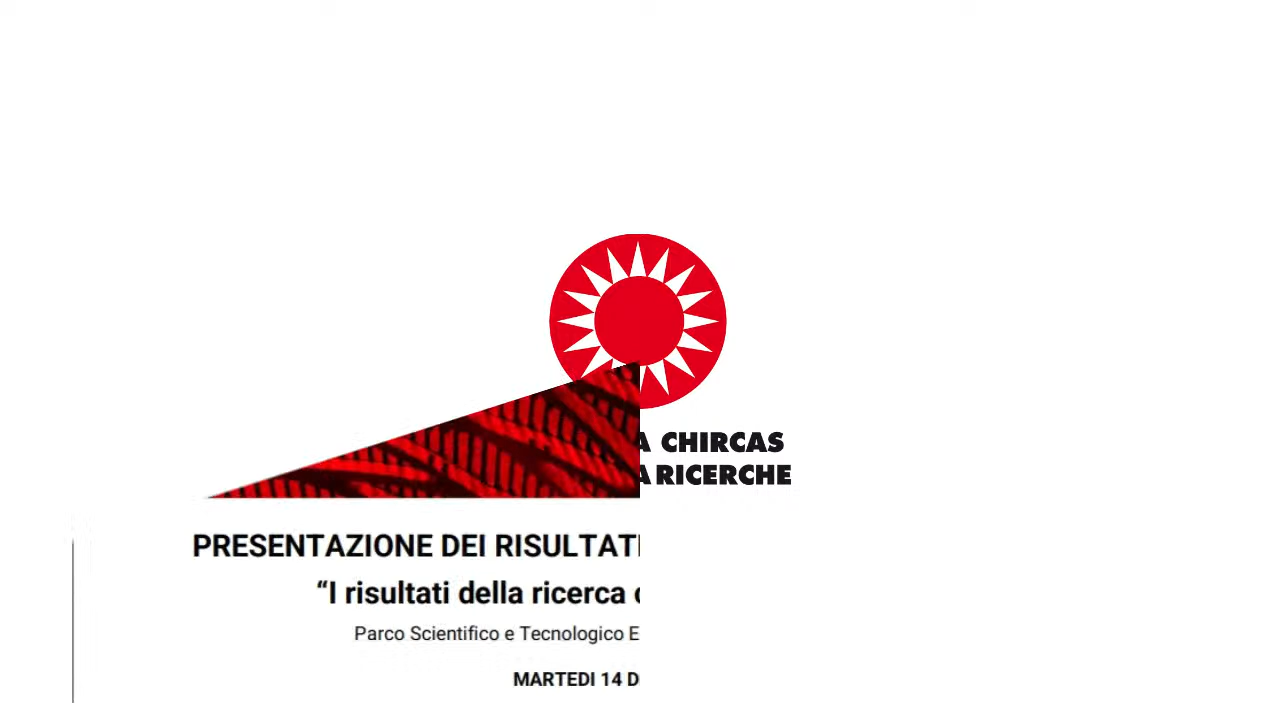 CHIRCAS
RICERCHE
PRESENTAZIONE DEI RISULTATI
“I risultati della ricerca
Parco Scientifico e Tecnologico
MARTEDI 14